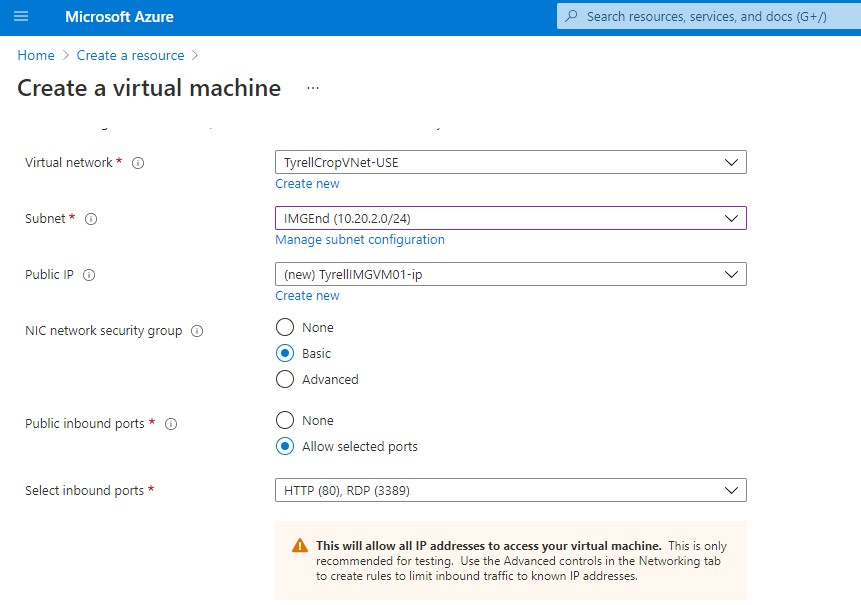 Microsoft Azure
Search resources, services, and docs (G+/)
Home > Create a resource >
Create a virtual machine ...
Virtual network * TyrellCropVNet-USE
Create new
Subnet * IMGEnd (10.20.2.0/24)
Manage subnet configuration
Public IP (new) TyrellIMGVM01-ip
Create new
NIC network security group None
Basic
Advanced
Public inbound ports * None
Allow selected ports
Select inbound ports * HTTP (80), RDP (3389)
This will allow all IP addresses to access your virtual machine. This is only
recommended for testing. Use the Advanced controls in the Networking tab
to create rules to limit inbound traffic to known IP addresses.